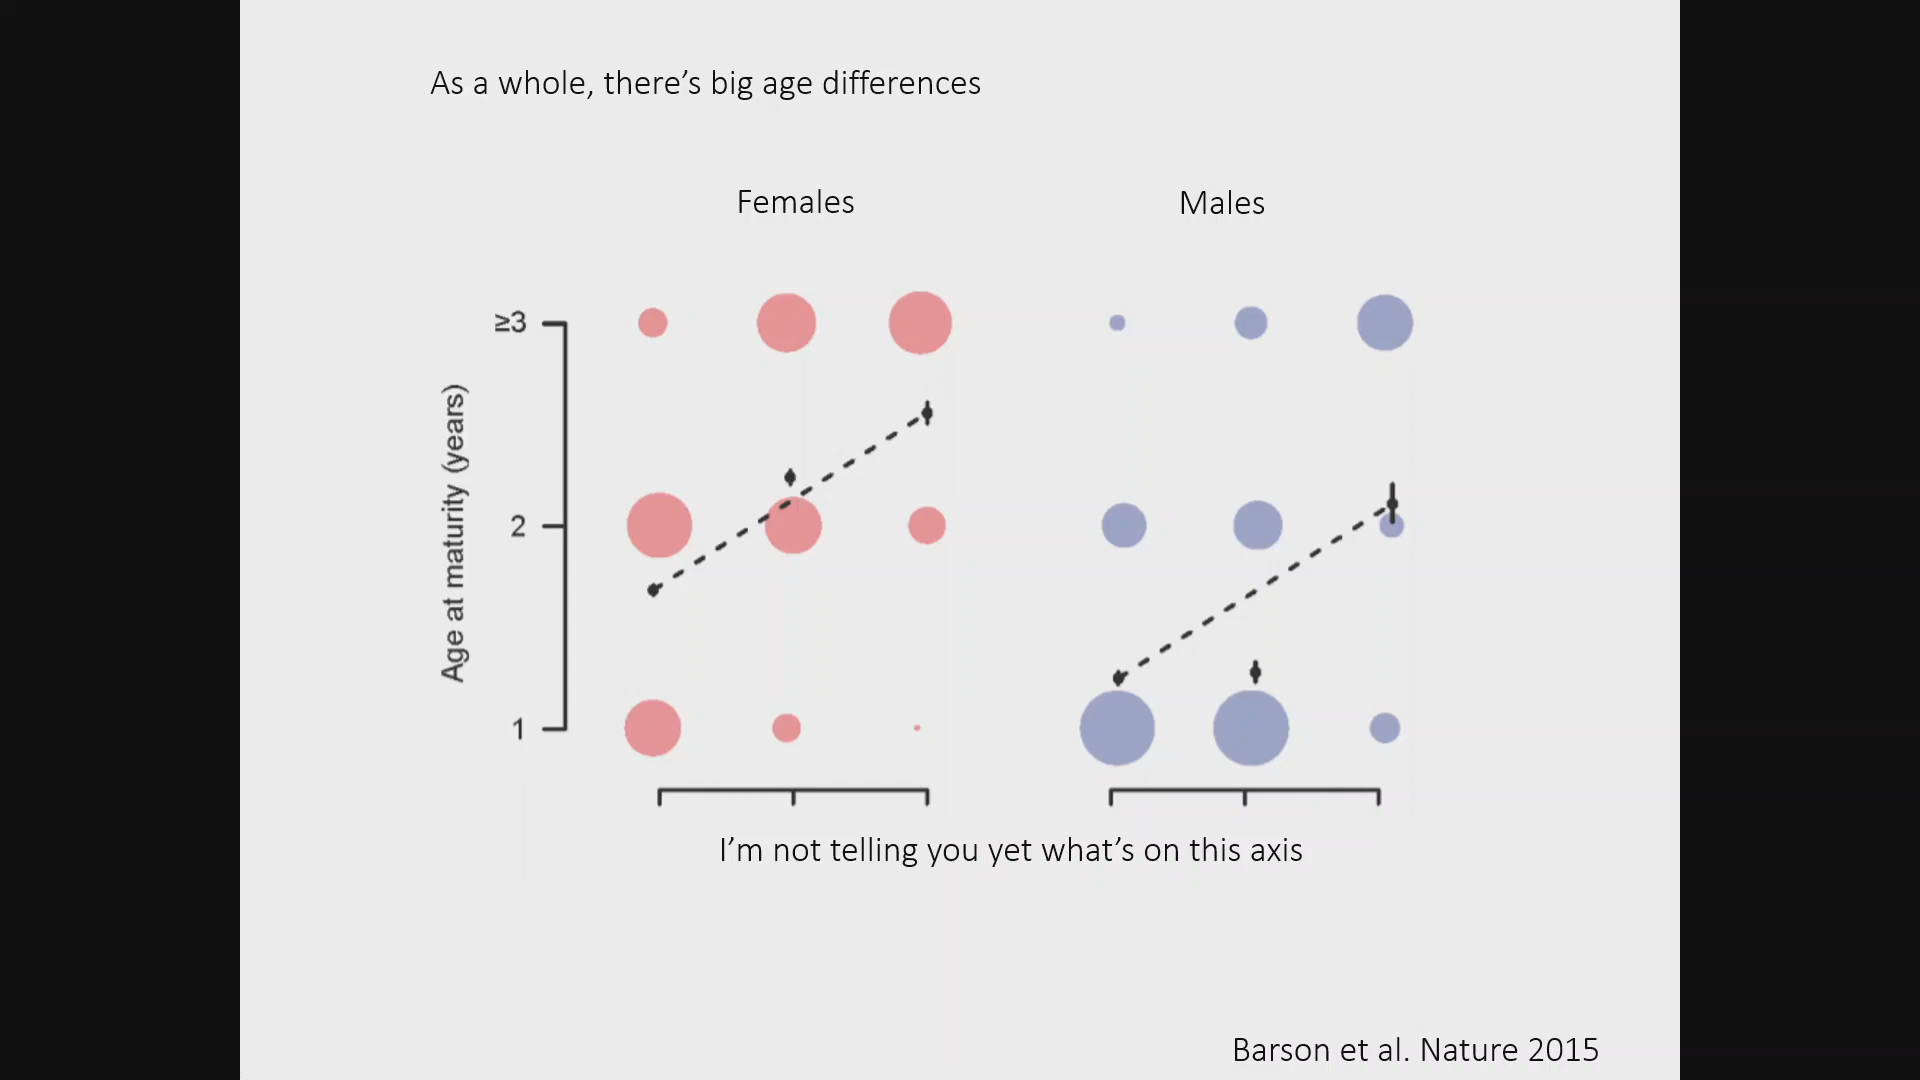 As a whole, there's big age differences
Females
Males
Age at maturity (years)
≥3
2
1
I'm not telling you yet what's on this axis
Barson et al. Nature 2015